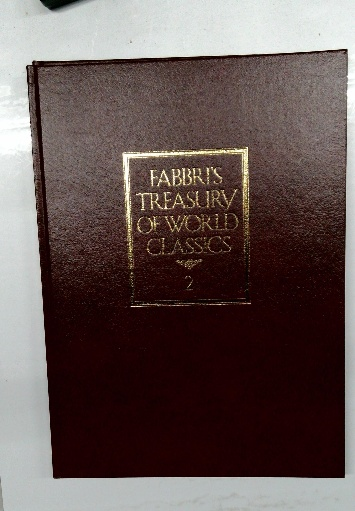 FABBRI'S
TREASURY
OF WORLD
CLASSICS
2